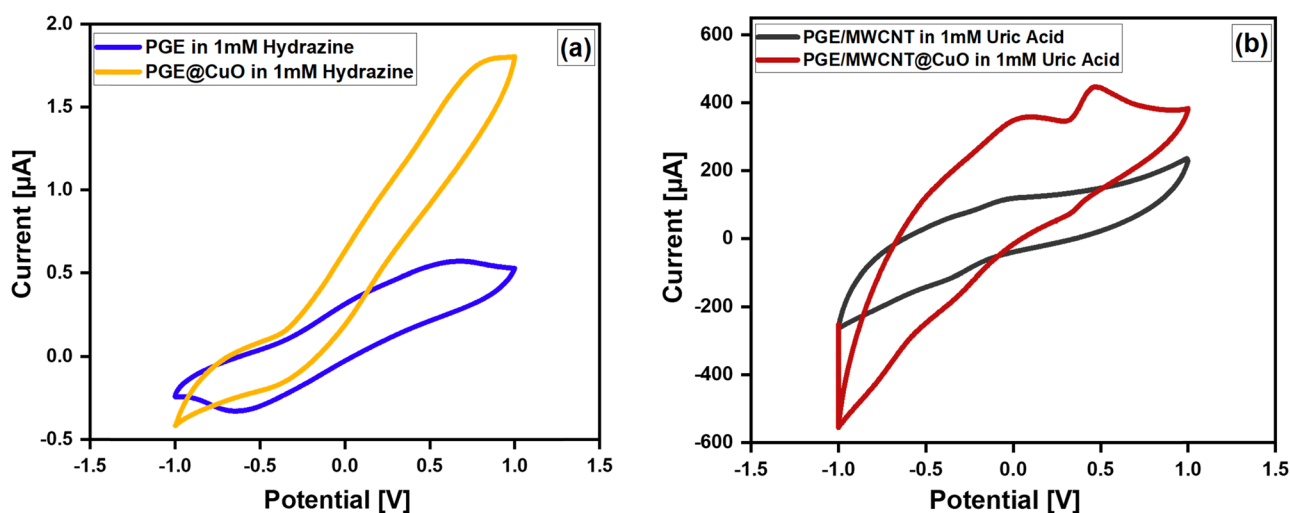 PGE in 1mM Hydrazine
PGE@CuO in 1mM Hydrazine
(a)
2.0
1.5
1.0
0.5
0.0
-0.5
Current [µA]
-1.5 -1.0 -0.5 0.0 0.5 1.0 1.5
Potential [V]
PGE/MWCNT in 1mM Uric Acid
PGE/MWCNT@CuO in 1mM Uric Acid
(b)
600
400
200
0
-200
-400
-600
Current [µA]
-1.5 -1.0 -0.5 0.0 0.5 1.0 1.5
Potential [V]